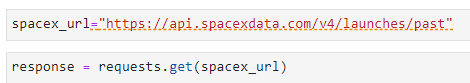 spacex_url="https://api.spacexdata.com/v4/launches/past"
response = requests.get(spacex_url)